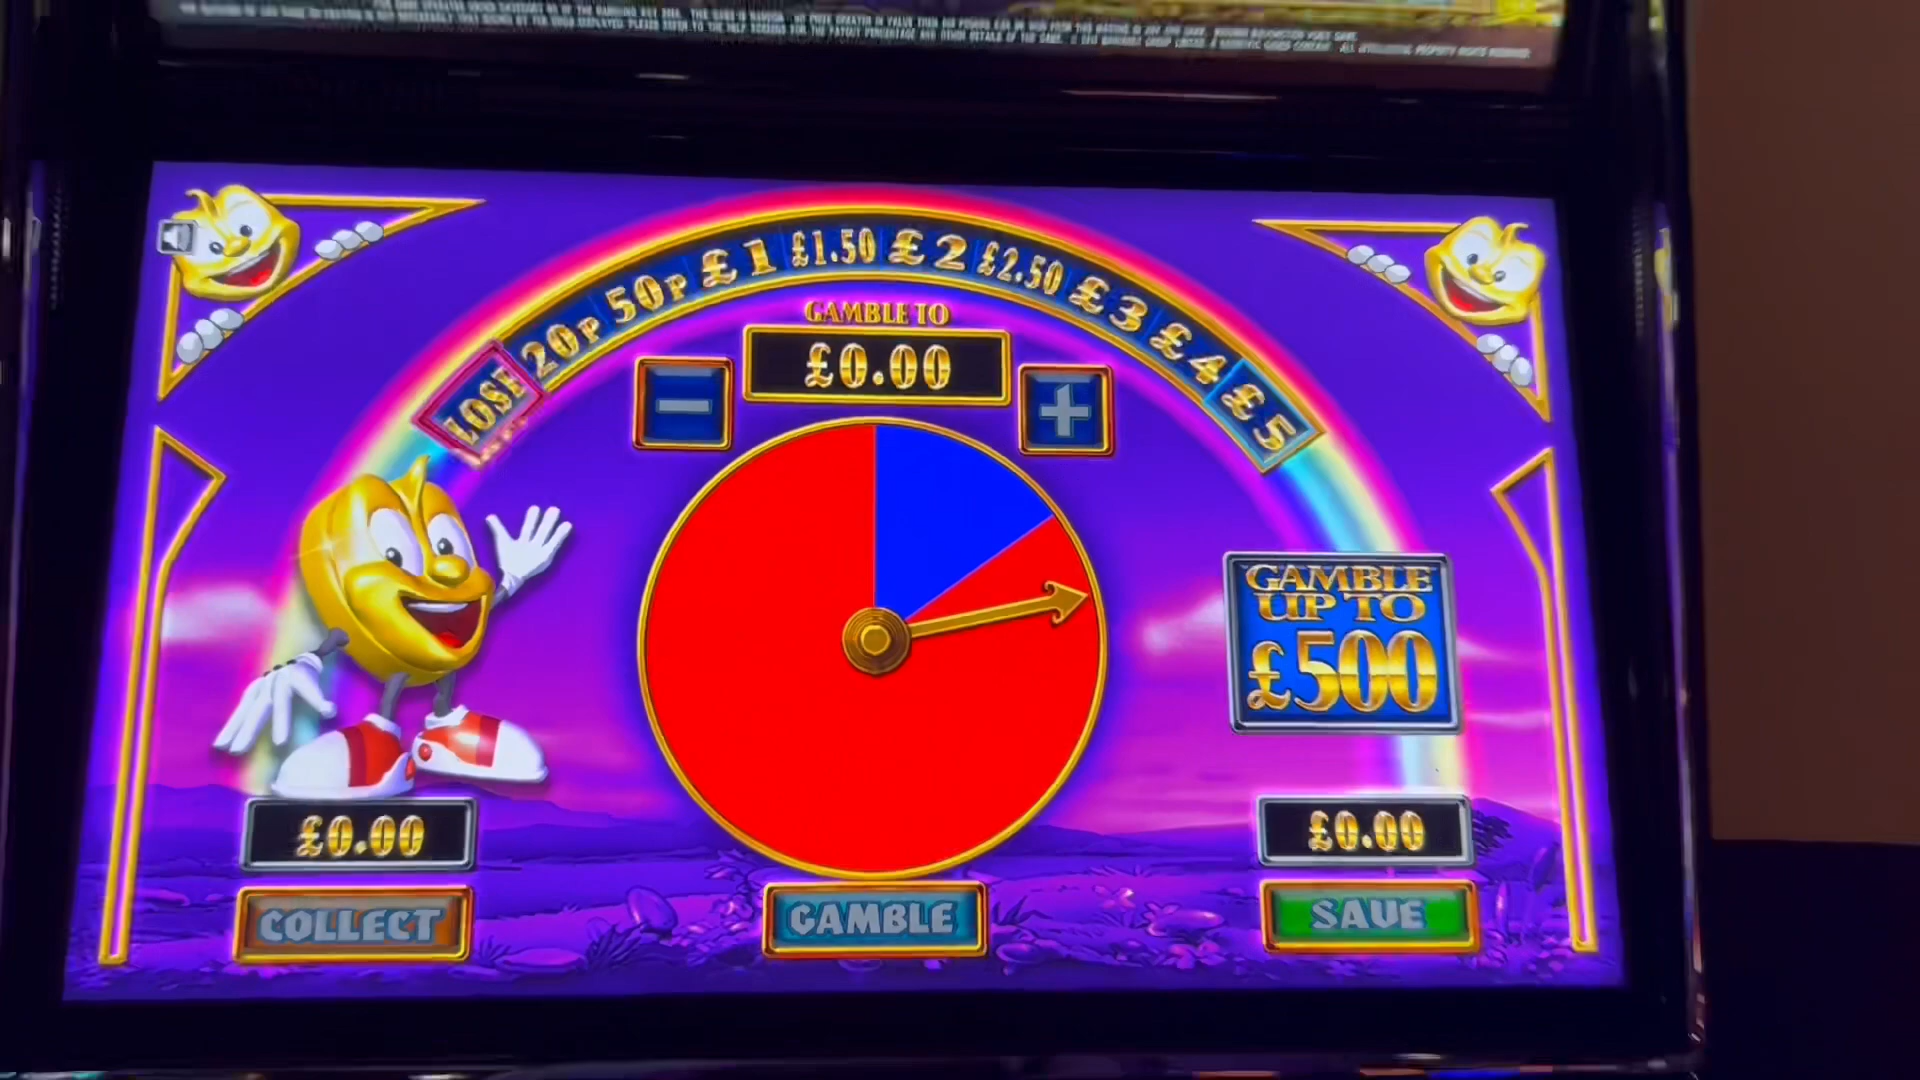 LOSE 20P 50P £1 £1.50 £2 £2.50 £3 £4 £5
GAMBLE TO
£0.00
- +
GAMBLE
UP TO
£500
£0.00
£0.00
COLLECT
GAMBLE
SAVE